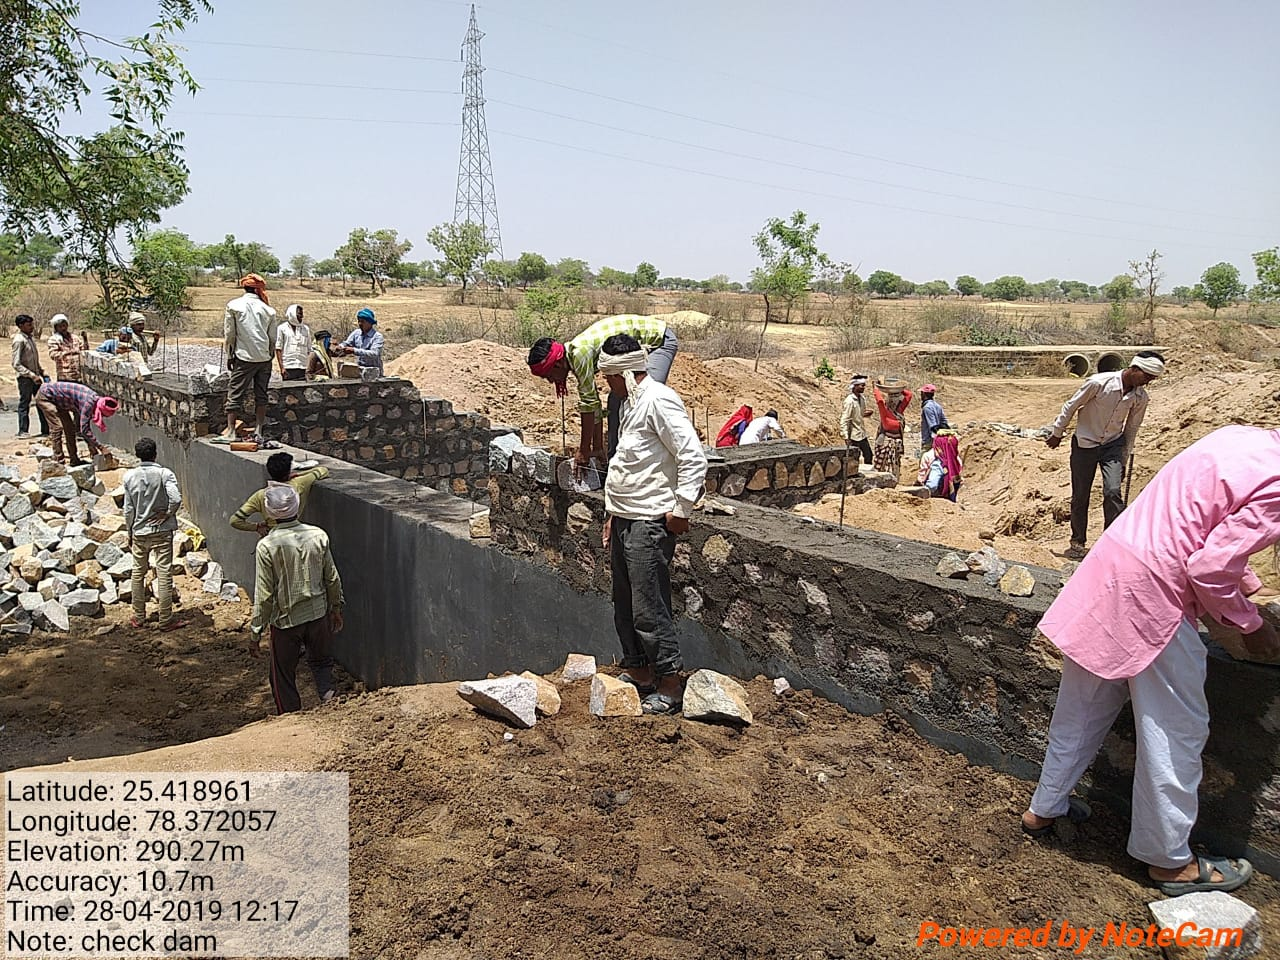 Latitude: 25.418961
Longitude: 78.372057
Elevation: 290.27m
Accuracy: 10.7m
Time: 28-04-2019 12:17
Note: check dam
Powered by NoteCam